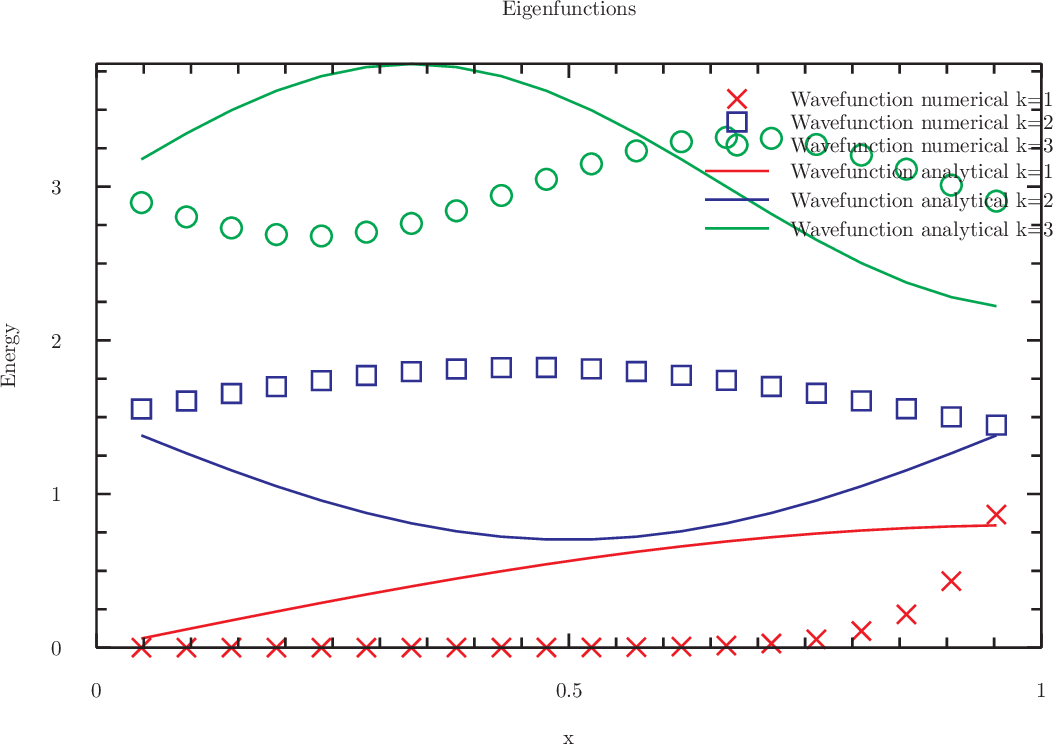 Eigenfunctions
Wavefunction numerical k=1
Wavefunction numerical k=2
Wavefunction numerical k=3
Wavefunction analytical k=1
Wavefunction analytical k=2
Wavefunction analytical k=3
3
2
1
0
Energy
0
0.5
1
x